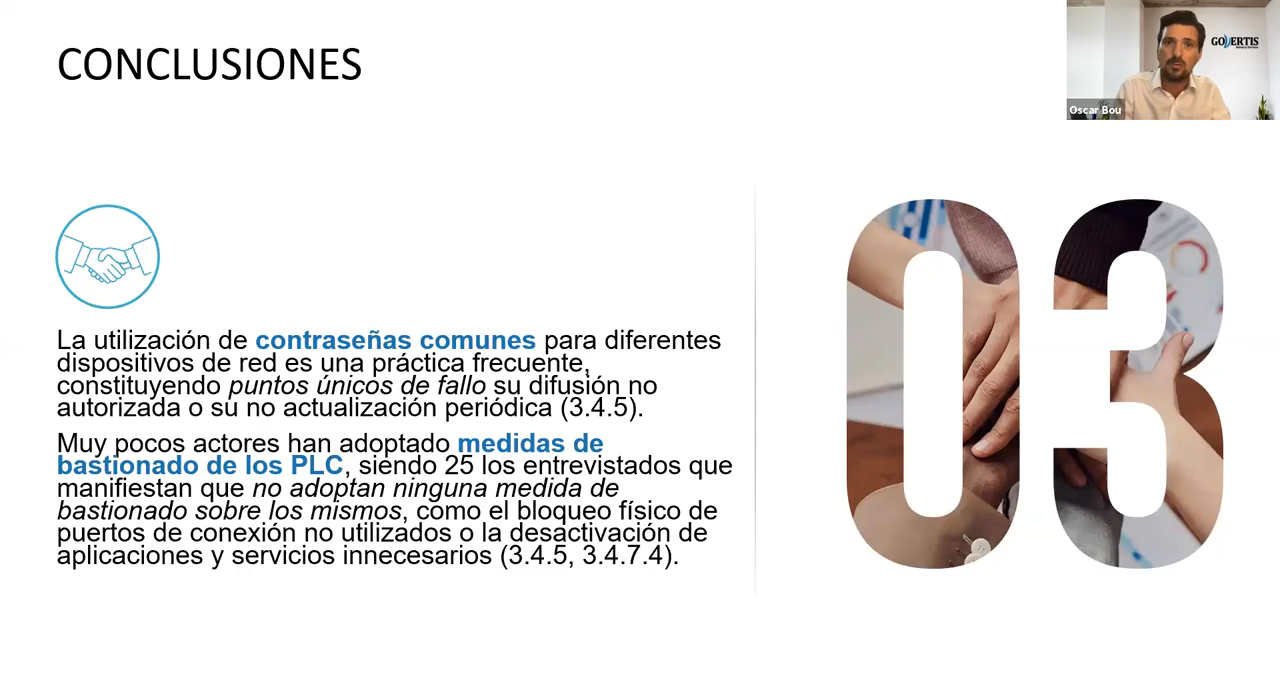 CONCLUSIONES
GOVERTIS
Oscar Bou
La utilización de contraseñas comunes para diferentes
dispositivos de red es una práctica frecuente,
constituyendo puntos únicos de fallo su difusión no
autorizada o su no actualización periódica (3.4.5).
Muy pocos actores han adoptado medidas de
bastionado de los PLC, siendo 25 los entrevistados que
manifiestan que no adoptan ninguna medida de
bastionado sobre los mismos, como el bloqueo físico de
puertos de conexión no utilizados o la desactivación de
aplicaciones y servicios innecesarios (3.4.5, 3.4.7.4).
03